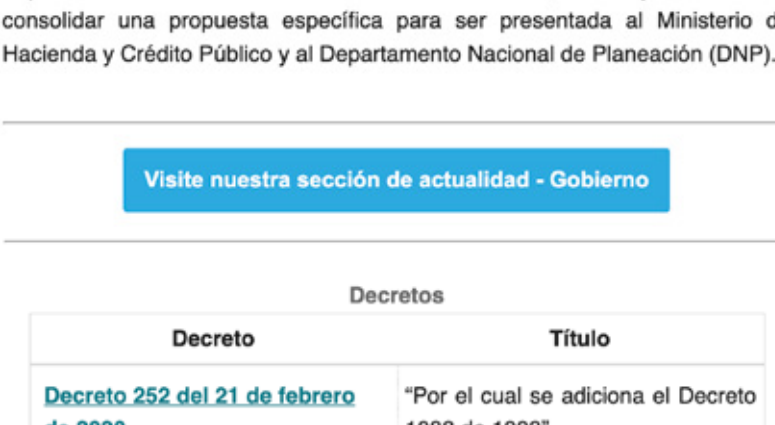 consolidar una propuesta específica para ser presentada al Ministerio
Hacienda y Crédito Público y al Departamento Nacional de Planeación (DNP).
Visite nuestra sección de actualidad - Gobierno
Decretos
Decreto Título
Decreto 252 del 21 de febrero “Por el cual se adiciona el Decreto